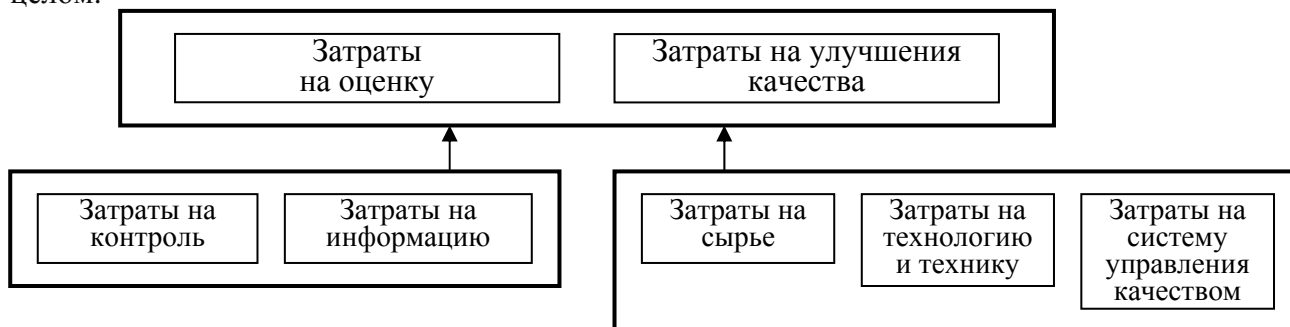 целом.
Затраты
на оценку
Затраты на улучшения
качества
Затраты на
контроль
Затраты на
информацию
Затраты на
сырье
Затраты на
технологию
и технику
Затраты на
систему
управления
качеством